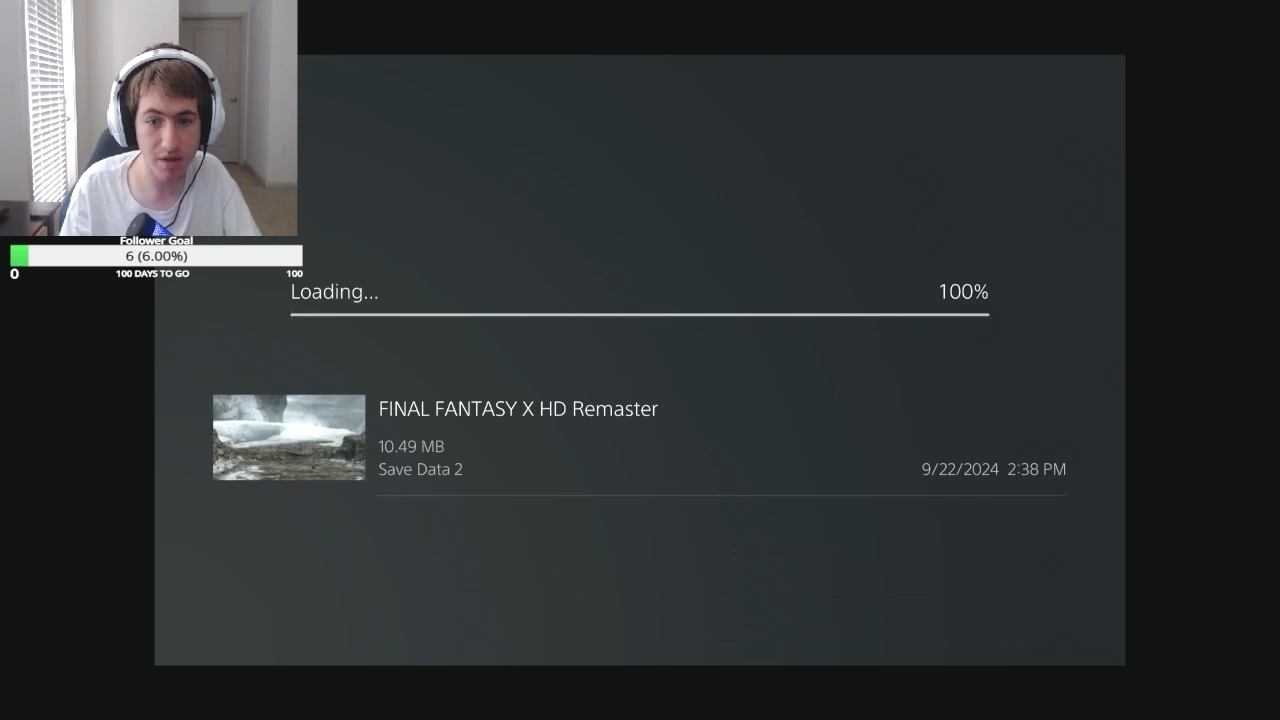 Follower Goal
6 (6.00%)
0 100 DAYS TO GO 100
Loading... 100%
FINAL FANTASY X HD Remaster
10.49 MB
Save Data 2 9/22/2024 2:38 PM